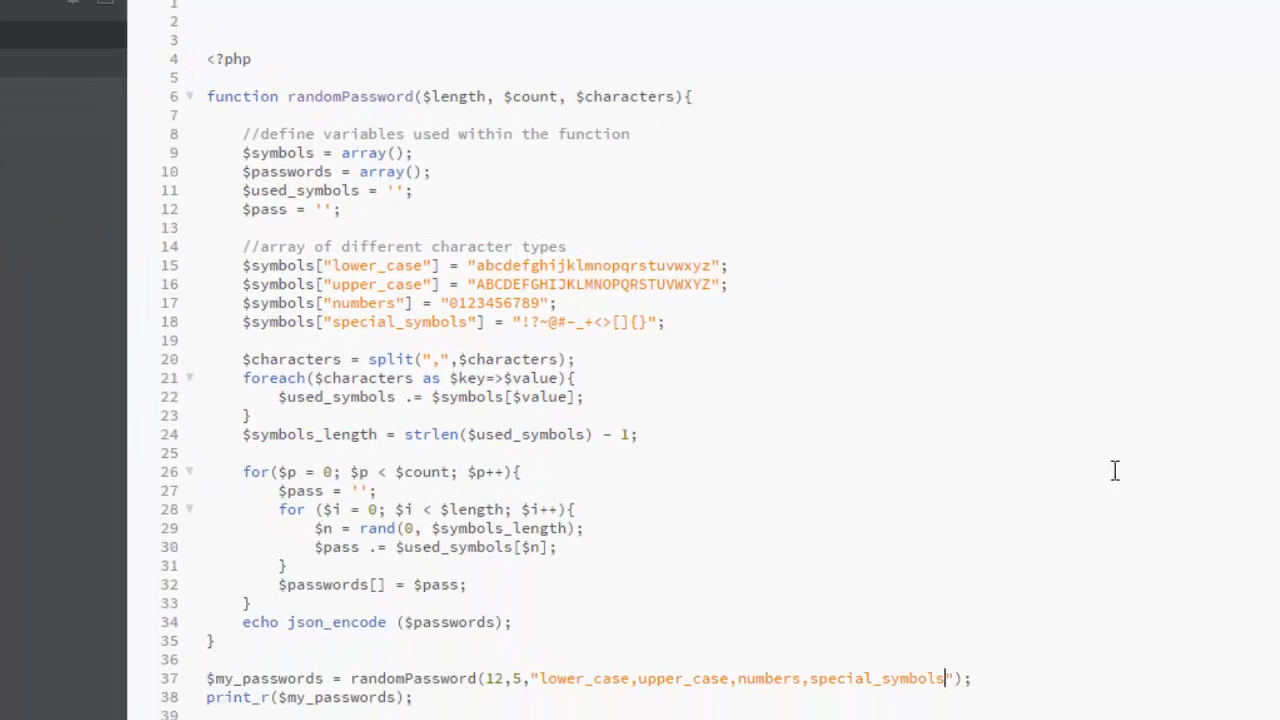 1
2
3
4 <?php
5
6 function randomPassword($length, $count, $characters){
7
8 //define variables used within the function
9 $symbols = array();
10 $passwords = array();
11 $used_symbols = '';
12 $pass = '';
13
14 //array of different character types
15 $symbols["lower_case"] = "abcdefghijklmnopqrstuvwxyz";
16 $symbols["upper_case"] = "ABCDEFGHIJKLMNOPQRSTUVWXYZ";
17 $symbols["numbers"] = "0123456789";
18 $symbols["special_symbols"] = "!?~@#-_+<>[]{}";
19
20 $characters = split(",",$characters);
21 foreach($characters as $key=>$value){
22 $used_symbols .= $symbols[$value];
23 }
24 $symbols_length = strlen($used_symbols) - 1;
25
26 for($p = 0; $p < $count; $p++){
27 $pass = '';
28 for ($i = 0; $i < $length; $i++){
29 $n = rand(0, $symbols_length);
30 $pass .= $used_symbols[$n];
31 }
32 $passwords[] = $pass;
33 }
34 echo json_encode ($passwords);
35 }
36
37 $my_passwords = randomPassword(12,5,"lower_case,upper_case,numbers,special_symbols");
38 print_r($my_passwords);
39